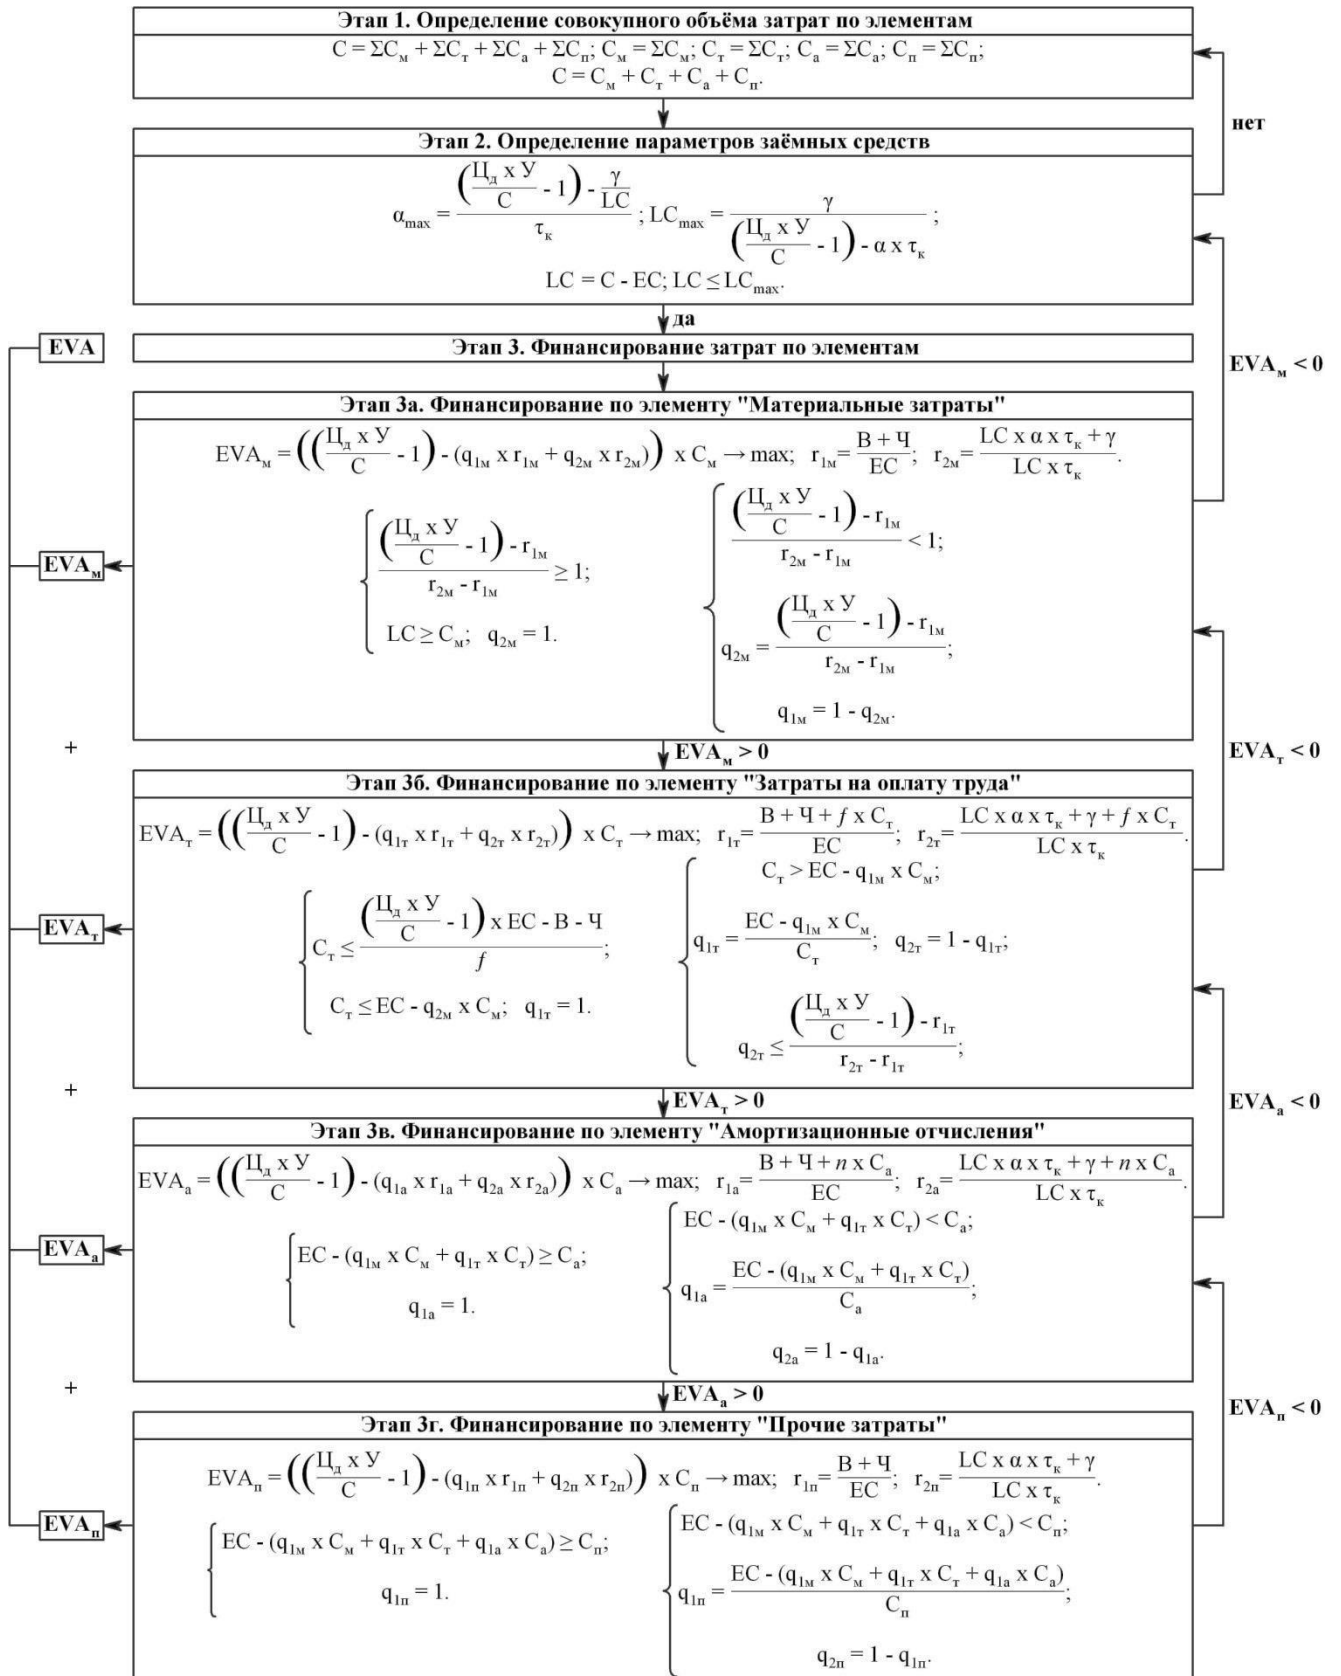 Этап 1. Определение совокупного объёма затрат по элементам
C = ΣCм + ΣCт + ΣCа + ΣCп; Cм = ΣCм; Cт = ΣCт; Cа = ΣCа; Cп = ΣCп;
C = Cм + Cт + Cа + Cп.
нет
Этап 2. Определение параметров заёмных средств
αmax = ((Цд x У / C - 1) - γ / LC) / τк ; LCmax = γ / ((Цд x У / C - 1) - α x τк) ;
LC = C - EC; LC ≤ LCmax.
да
EVA
Этап 3. Финансирование затрат по элементам
EVAм < 0
Этап 3а. Финансирование по элементу "Материальные затраты"
EVAм = ((Цд x У / C - 1) - (q1м x r1м + q2м x r2м)) x Cм → max; r1м = (В + Ч) / EC; r2м = (LC x α x τк + γ) / (LC x τк).
EVAм
((Цд x У / C - 1) - r1м) / (r2м - r1м) ≥ 1;
LC ≥ Cм; q2м = 1.
((Цд x У / C - 1) - r1м) / (r2м - r1м) < 1;
q2м = ((Цд x У / C - 1) - r1м) / (r2м - r1м);
q1м = 1 - q2м.
+
EVAм > 0
EVAт < 0
Этап 3б. Финансирование по элементу "Затраты на оплату труда"
EVAт = ((Цд x У / C - 1) - (q1т x r1т + q2т x r2т)) x Cт → max; r1т = (В + Ч + f x Cт) / EC; r2т = (LC x α x τк + γ + f x Cт) / (LC x τк).
EVAт
Cт ≤ ((Цд x У / C - 1) x EC - В - Ч) / f;
Cт ≤ EC - q2м x Cм; q1т = 1.
Cт > EC - q1м x Cм;
q1т = (EC - q1м x Cм) / Cт; q2т = 1 - q1т;
q2т ≤ ((Цд x У / C - 1) - r1т) / (r2т - r1т);
+
EVAт > 0
EVAа < 0
Этап 3в. Финансирование по элементу "Амортизационные отчисления"
EVAа = ((Цд x У / C - 1) - (q1а x r1а + q2а x r2а)) x Cа → max; r1а = (В + Ч + n x Cа) / EC; r2а = (LC x α x τк + γ + n x Cа) / (LC x τк).
EVAа
EC - (q1м x Cм + q1т x Cт) ≥ Cа;
q1а = 1.
EC - (q1м x Cм + q1т x Cт) < Cа;
q1а = (EC - (q1м x Cм + q1т x Cт)) / Cа;
q2а = 1 - q1а.
+
EVAа > 0
EVAп < 0
Этап 3г. Финансирование по элементу "Прочие затраты"
EVAп = ((Цд x У / C - 1) - (q1п x r1п + q2п x r2п)) x Cп → max; r1п = (В + Ч) / EC; r2п = (LC x α x τк + γ) / (LC x τк).
EVAп
EC - (q1м x Cм + q1т x Cт + q1а x Cа) ≥ Cп;
q1п = 1.
EC - (q1м x Cм + q1т x Cт + q1а x Cа) < Cп;
q1п = (EC - (q1м x Cм + q1т x Cт + q1а x Cа)) / Cп;
q2п = 1 - q1п.